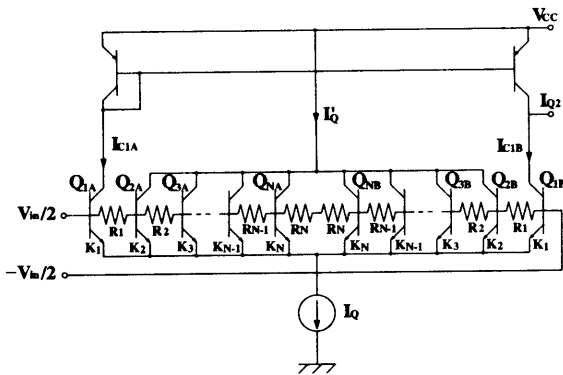 VCC
IQ2
I'Q
IC1A
IC1B
Q1A Q2A Q3A QNA QNB Q3B Q2B Q1B
Vin/2
R1 R2 RN-1 RN RN RN-1 R2 R1
K1 K2 K3 KN-1 KN KN KN-1 K3 K2 K1
−Vin/2
IQ